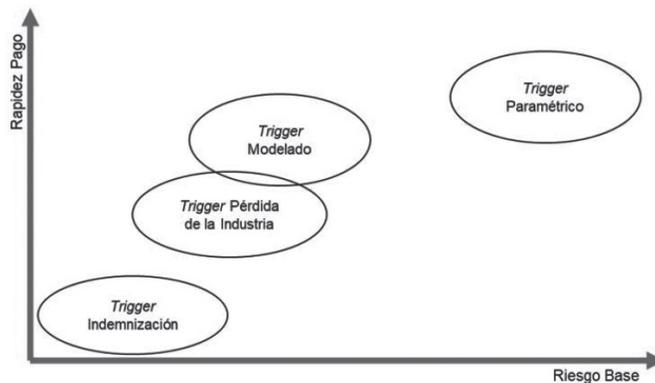 Rapidez Pago
Trigger
Paramétrico
Trigger
Modelado
Trigger Pérdida
de la Industria
Trigger
Indemnización
Riesgo Base